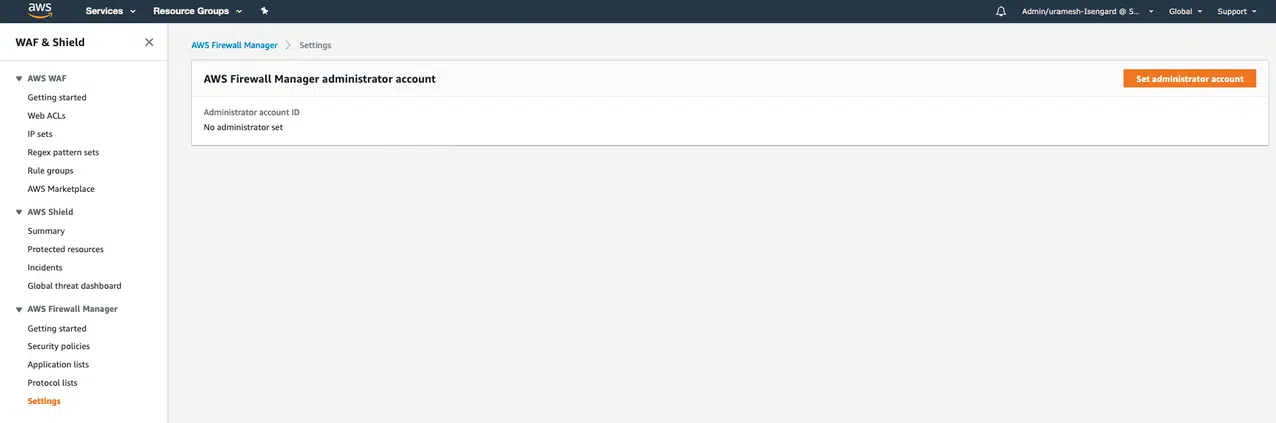 aws Services Resource Groups Admin/uramesh-Isengard @ 5... Global Support
WAF & Shield
AWS Firewall Manager Settings
AWS Firewall Manager administrator account Set administrator account
Administrator account ID
No administrator set
AWS WAF
Getting started
Web ACLs
IP sets
Regex pattern sets
Rule groups
AWS Marketplace
AWS Shield
Summary
Protected resources
Incidents
Global threat dashboard
AWS Firewall Manager
Getting started
Security policies
Application lists
Protocol lists
Settings